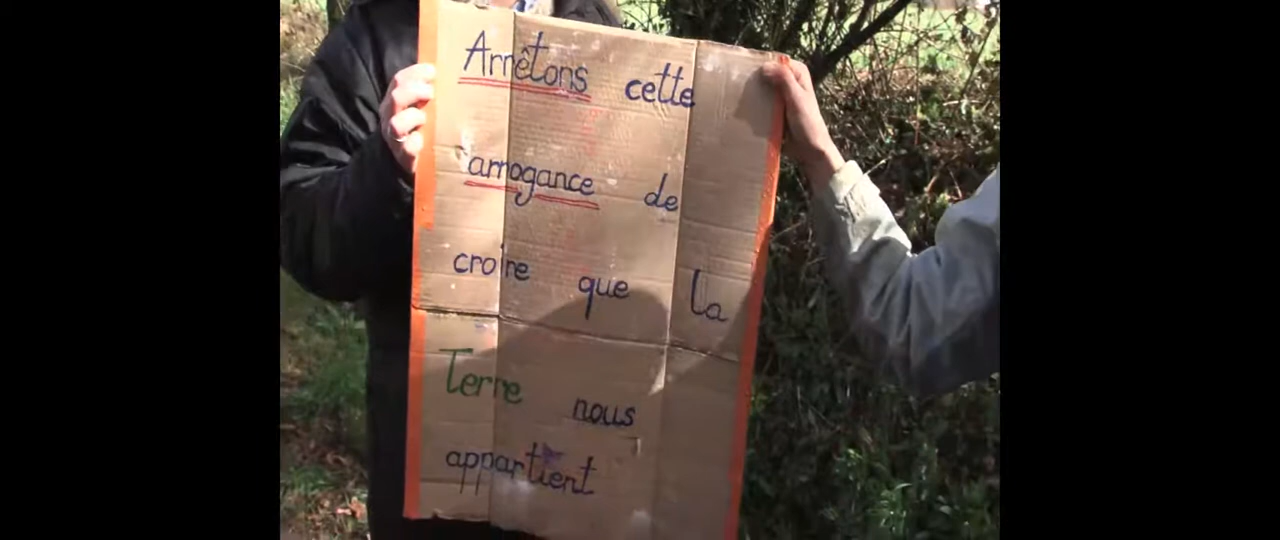 Arrêtons cette
arrogance de
croire que la
Terre nous
appartient